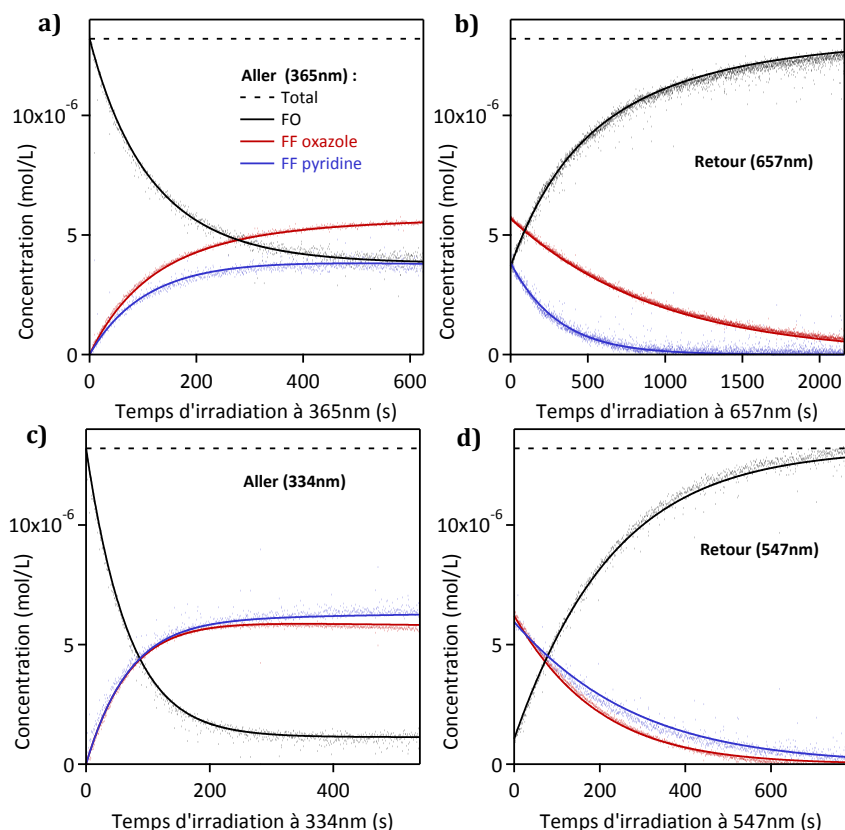 a)
Concentration (mol/L)
10x10-6
5
0
0
200
400
600
Temps d'irradiation à 365nm (s)
Aller (365nm) :
Total
FO
FF oxazole
FF pyridine
b)
Concentration (mol/L)
10x10-6
5
0
0
500
1000
1500
2000
Temps d'irradiation à 657nm (s)
Retour (657nm)
c)
Concentration (mol/L)
10x10-6
5
0
0
200
400
Temps d'irradiation à 334nm (s)
Aller (334nm)
d)
Concentration (mol/L)
10x10-6
5
0
0
200
400
600
Temps d'irradiation à 547nm (s)
Retour (547nm)